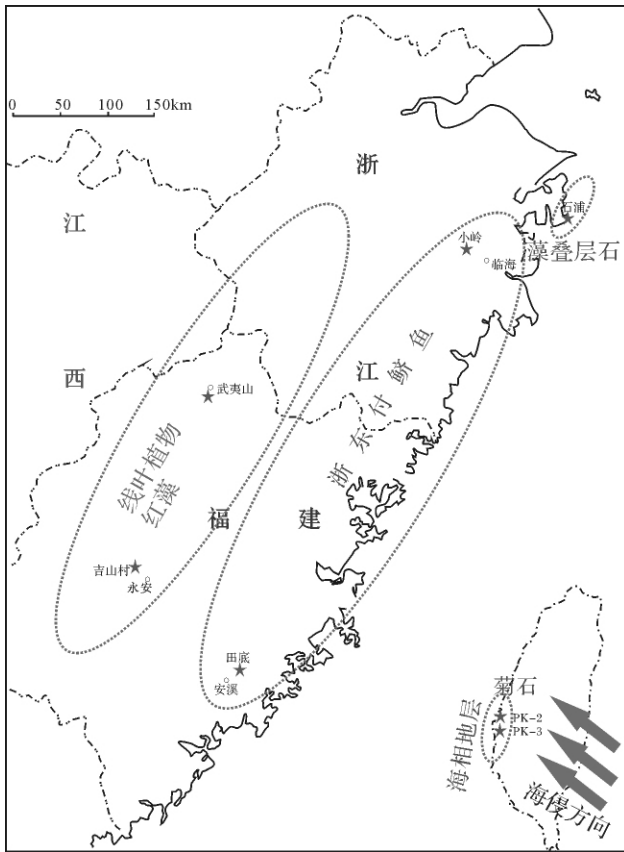 0 50 100 150km
浙
江
石浦
小岭
藻叠层石
临海
西
江
武夷山
浙东付鲚鱼
线叶植物
红藻
福 建
吉山村
永安
田底
安溪
菊石
PK-2
PK-3
海相地层
海侵方向